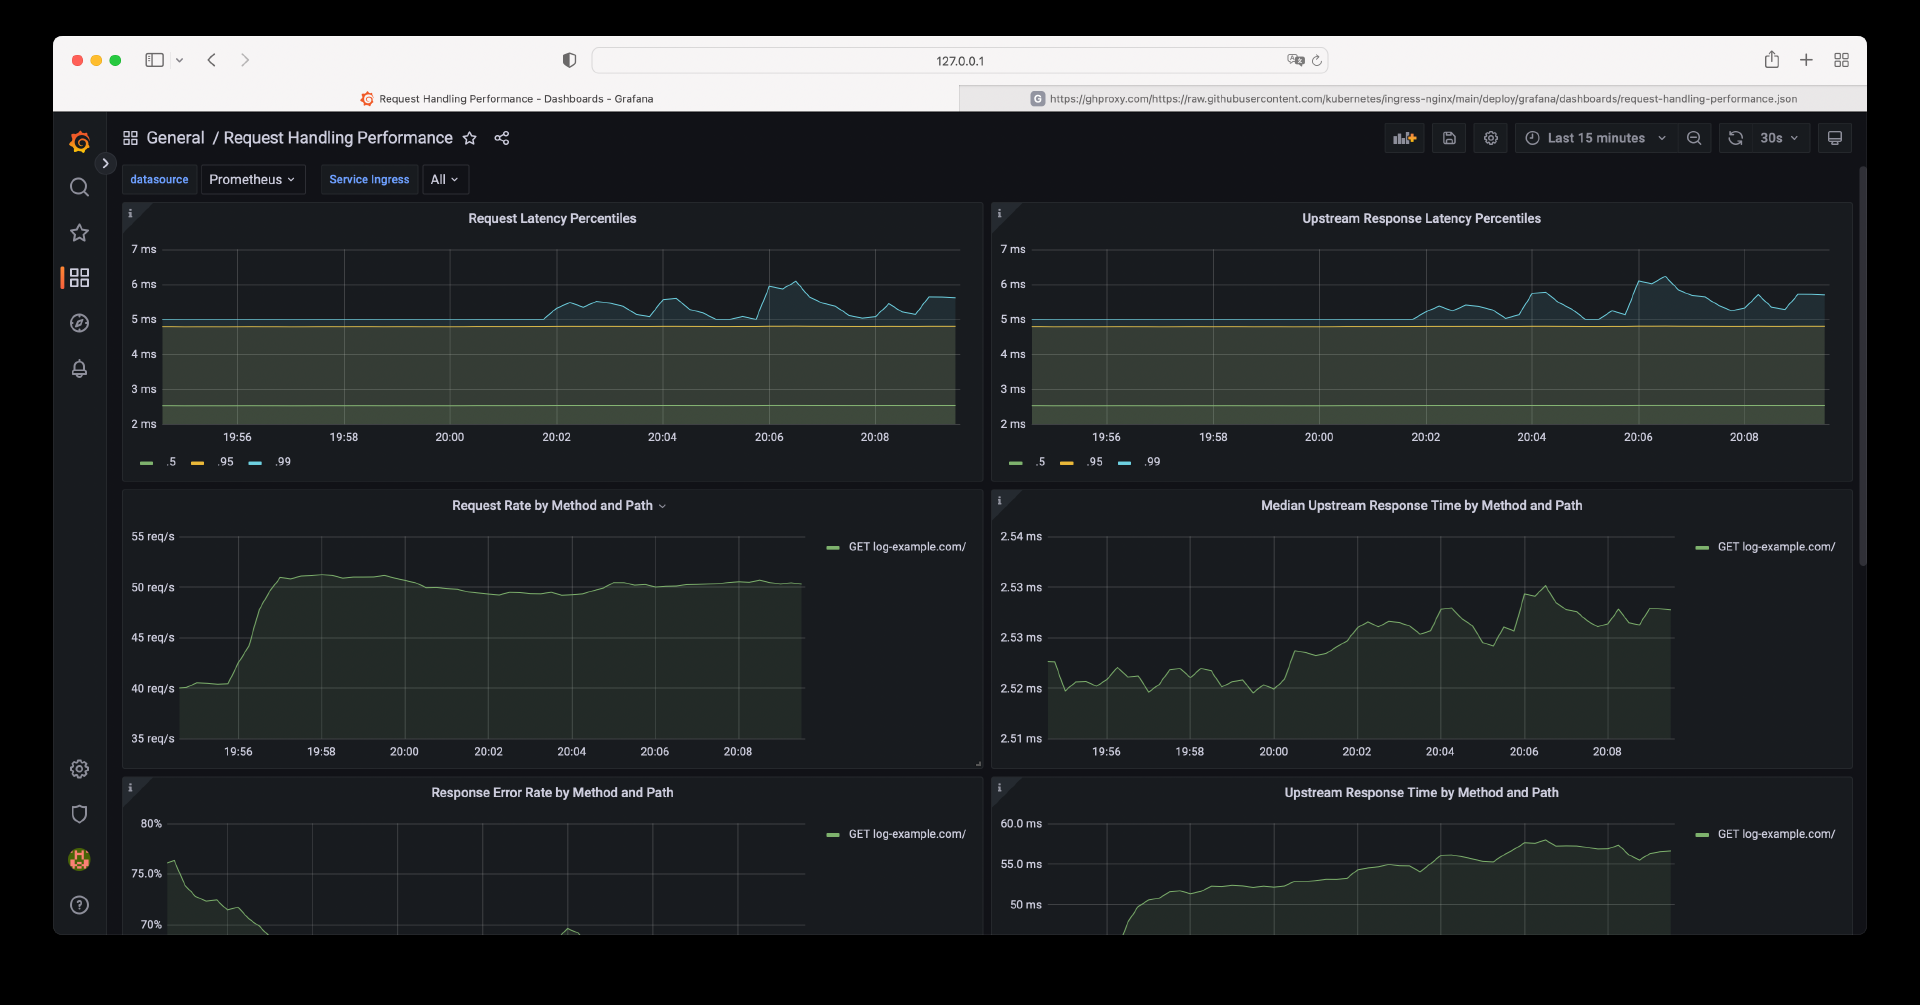 127.0.0.1
Request Handling Performance - Dashboards - Grafana
G https://ghproxy.com/https://raw.githubusercontent.com/kubernetes/ingress-nginx/main/deploy/grafana/dashboards/request-handling-performance.json
General / Request Handling Performance
Last 15 minutes
30s
datasource Prometheus Service Ingress All
Request Latency Percentiles
7 ms
6 ms
5 ms
4 ms
3 ms
2 ms
19:56 19:58 20:00 20:02 20:04 20:06 20:08
.5 .95 .99
Upstream Response Latency Percentiles
7 ms
6 ms
5 ms
4 ms
3 ms
2 ms
19:56 19:58 20:00 20:02 20:04 20:06 20:08
.5 .95 .99
Request Rate by Method and Path
55 req/s
50 req/s
45 req/s
40 req/s
35 req/s
19:56 19:58 20:00 20:02 20:04 20:06 20:08
GET log-example.com/
Median Upstream Response Time by Method and Path
2.54 ms
2.53 ms
2.53 ms
2.52 ms
2.51 ms
19:56 19:58 20:00 20:02 20:04 20:06 20:08
GET log-example.com/
Response Error Rate by Method and Path
80%
75.0%
70%
GET log-example.com/
Upstream Response Time by Method and Path
60.0 ms
55.0 ms
50 ms
GET log-example.com/